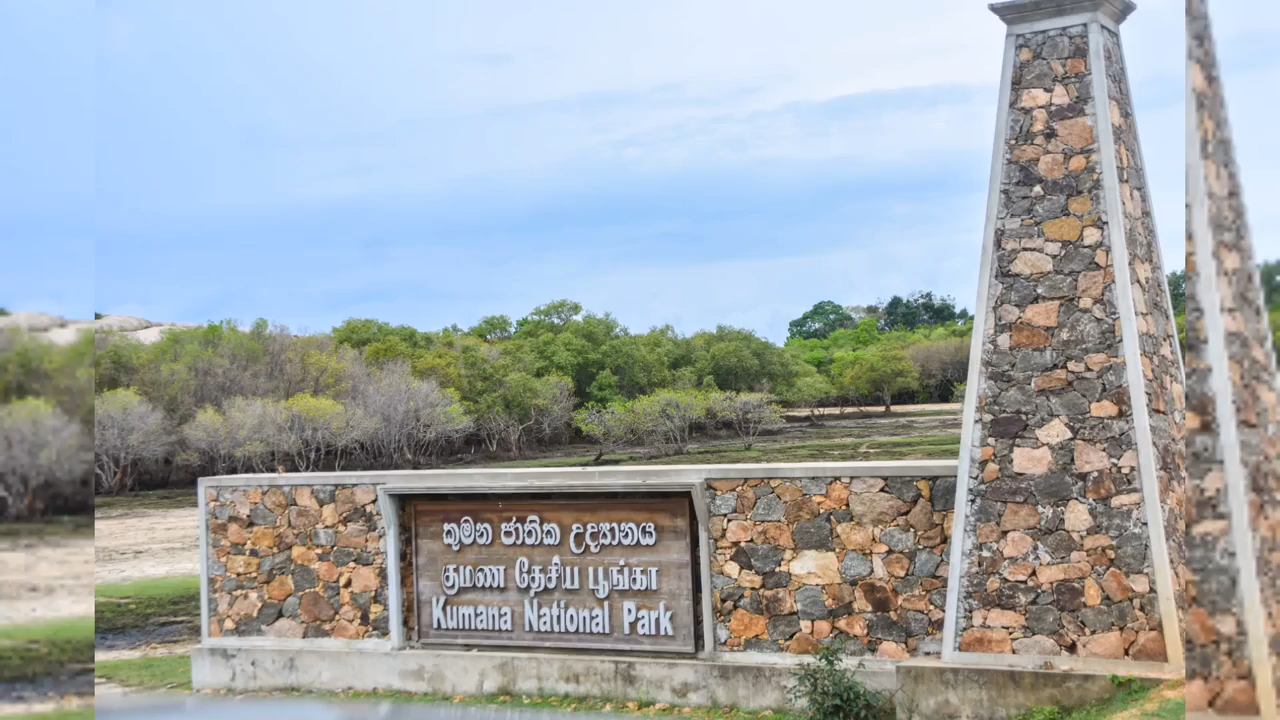 කුමන ජාතික උද්‍යානය
குமண தேசிய பூங்கா
Kumana National Park